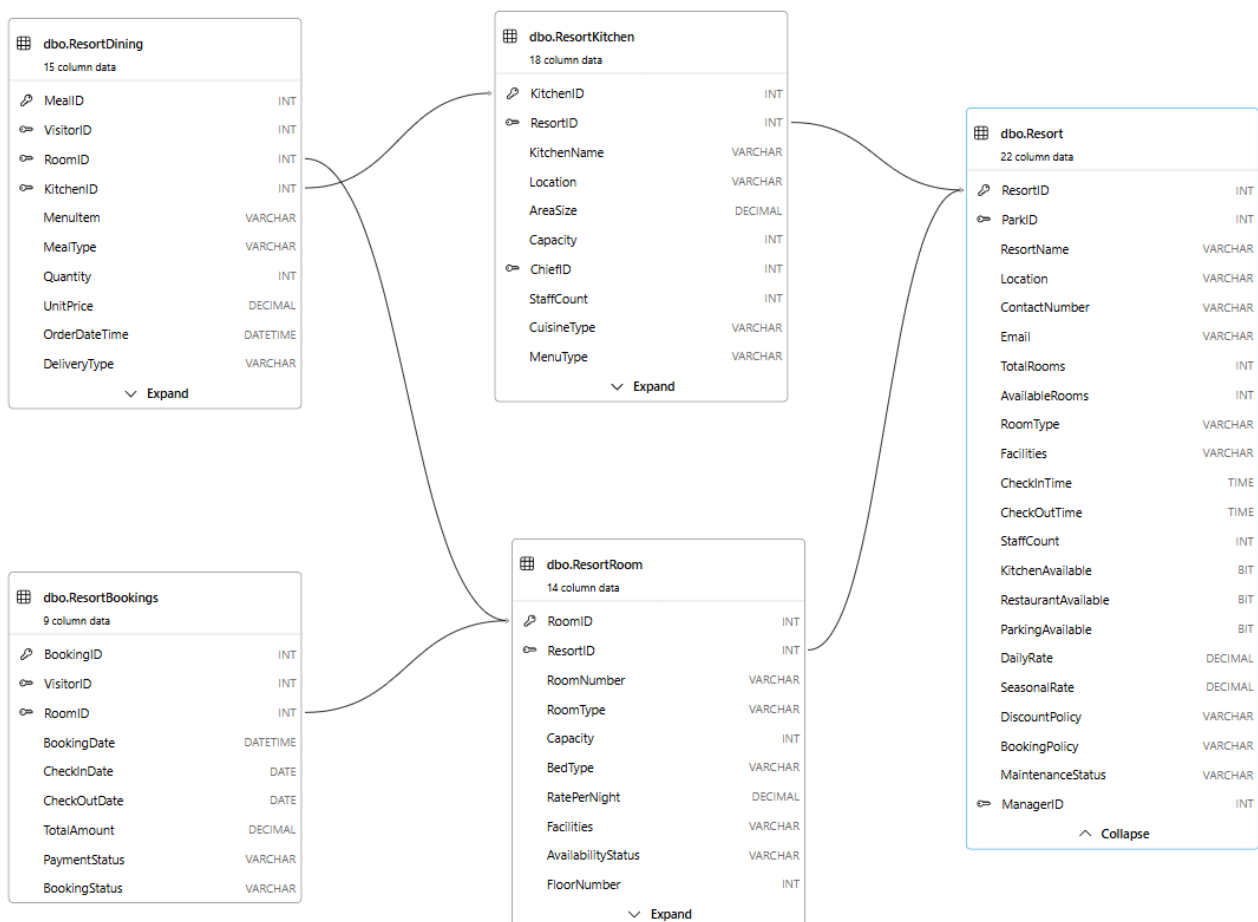 dbo.ResortDining
15 column data
MealID INT
VisitorID INT
RoomID INT
KitchenID INT
MenuItem VARCHAR
MealType VARCHAR
Quantity INT
UnitPrice DECIMAL
OrderDateTime DATETIME
DeliveryType VARCHAR
Expand
dbo.ResortKitchen
18 column data
KitchenID INT
ResortID INT
KitchenName VARCHAR
Location VARCHAR
AreaSize DECIMAL
Capacity INT
ChiefID INT
StaffCount INT
CuisineType VARCHAR
MenuType VARCHAR
Expand
dbo.Resort
22 column data
ResortID INT
ParkID INT
ResortName VARCHAR
Location VARCHAR
ContactNumber VARCHAR
Email VARCHAR
TotalRooms INT
AvailableRooms INT
RoomType VARCHAR
Facilities VARCHAR
CheckInTime TIME
CheckOutTime TIME
StaffCount INT
KitchenAvailable BIT
RestaurantAvailable BIT
ParkingAvailable BIT
DailyRate DECIMAL
SeasonalRate DECIMAL
DiscountPolicy VARCHAR
BookingPolicy VARCHAR
MaintenanceStatus VARCHAR
ManagerID INT
Collapse
dbo.ResortBookings
9 column data
BookingID INT
VisitorID INT
RoomID INT
BookingDate DATETIME
CheckInDate DATE
CheckOutDate DATE
TotalAmount DECIMAL
PaymentStatus VARCHAR
BookingStatus VARCHAR
dbo.ResortRoom
14 column data
RoomID INT
ResortID INT
RoomNumber VARCHAR
RoomType VARCHAR
Capacity INT
BedType VARCHAR
RatePerNight DECIMAL
Facilities VARCHAR
AvailabilityStatus VARCHAR
FloorNumber INT
Expand